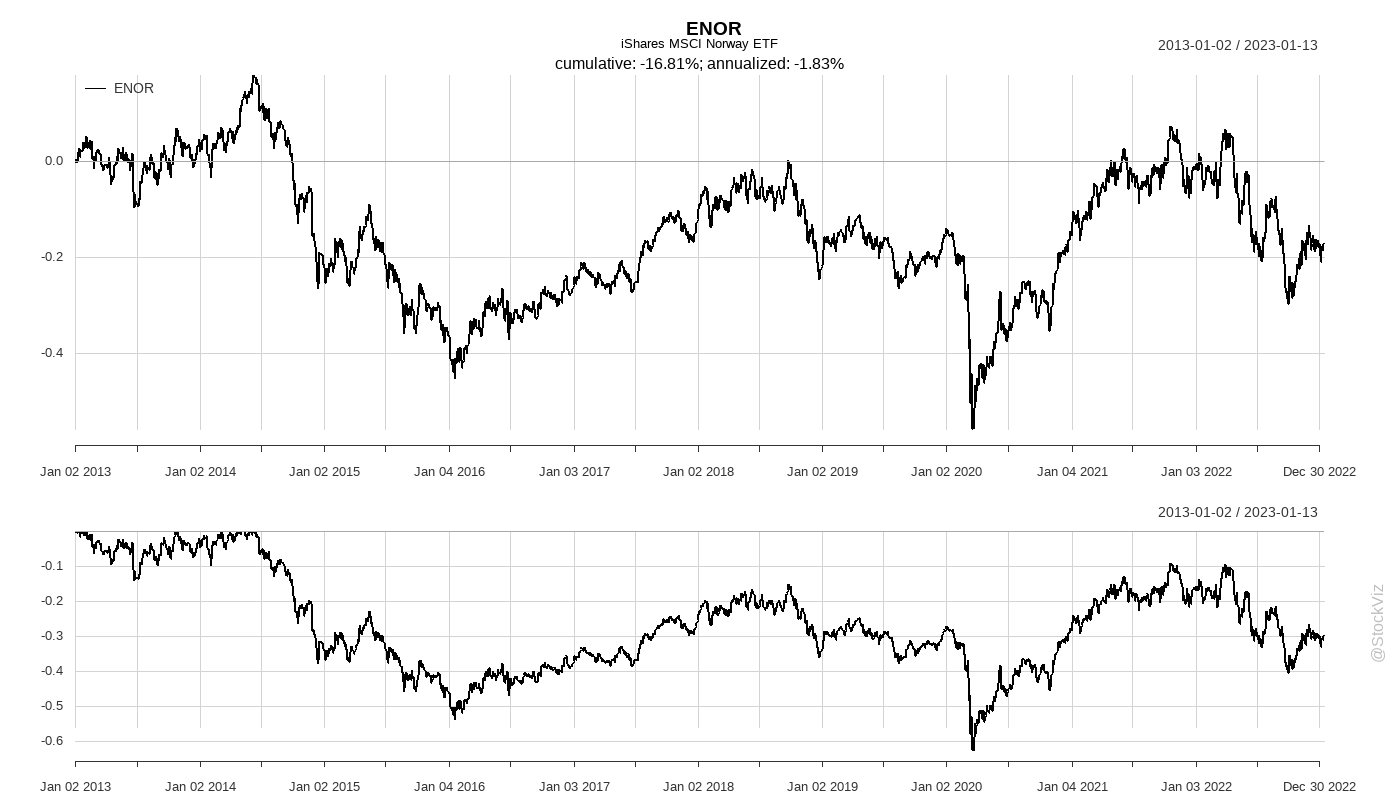 ENOR
iShares MSCI Norway ETF
2013-01-02 / 2023-01-13
cumulative: -16.81%; annualized: -1.83%
ENOR
0.0
-0.2
-0.4
Jan 02 2013 Jan 02 2014 Jan 02 2015 Jan 04 2016 Jan 03 2017 Jan 02 2018 Jan 02 2019 Jan 02 2020 Jan 04 2021 Jan 03 2022 Dec 30 2022
2013-01-02 / 2023-01-13
-0.1
-0.2
-0.3
-0.4
-0.5
-0.6
Jan 02 2013 Jan 02 2014 Jan 02 2015 Jan 04 2016 Jan 03 2017 Jan 02 2018 Jan 02 2019 Jan 02 2020 Jan 04 2021 Jan 03 2022 Dec 30 2022
@StockViz